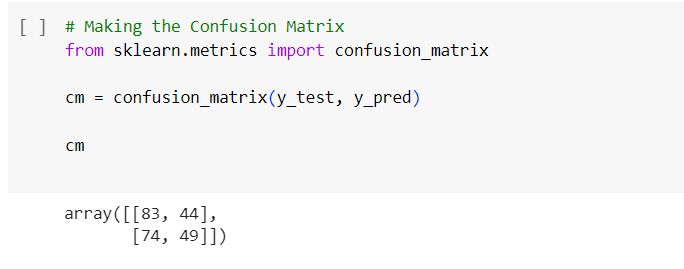 [ ] # Making the Confusion Matrix
from sklearn.metrics import confusion_matrix
cm = confusion_matrix(y_test, y_pred)
cm
array([[83, 44],
       [74, 49]])